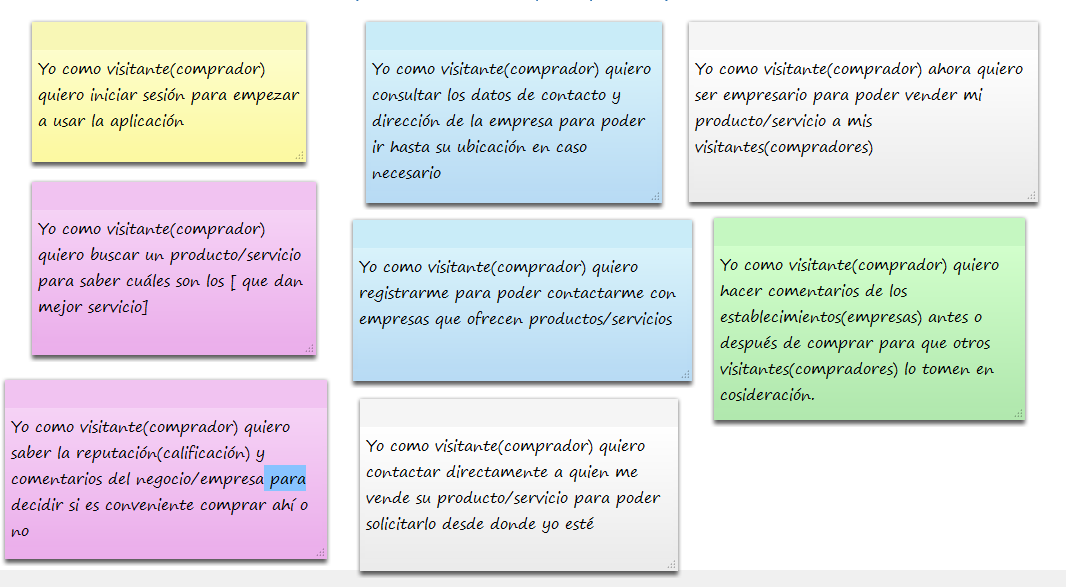 Yo como visitante(comprador)
quiero iniciar sesión para empezar
a usar la aplicación
Yo como visitante(comprador) quiero
consultar los datos de contacto y
dirección de la empresa para poder
ir hasta su ubicación en caso
necesario
Yo como visitante(comprador) ahora quiero
ser empresario para poder vender mi
producto/servicio a mis
visitantes(compradores)
Yo como visitante(comprador)
quiero buscar un producto/servicio
para saber cuáles son los [ que dan
mejor servicio]
Yo como visitante(comprador) quiero
registrarme para poder contactarme con
empresas que ofrecen productos/servicios
Yo como visitante(comprador) quiero
hacer comentarios de los
establecimientos(empresas) antes o
después de comprar para que otros
visitantes(compradores) lo tomen en
cosideración.
Yo como visitante(comprador) quiero
saber la reputación(calificación) y
comentarios del negocio/empresa para
decidir si es conveniente comprar ahí o
no
Yo como visitante(comprador) quiero
contactar directamente a quien me
vende su producto/servicio para poder
solicitarlo desde donde yo esté